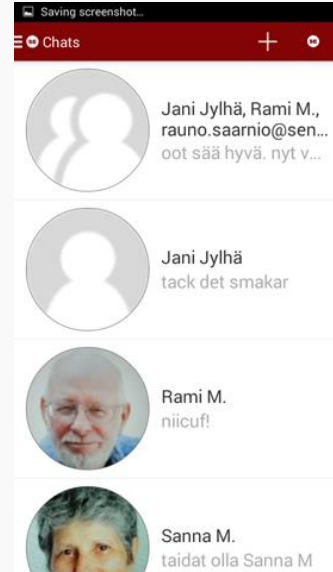 Saving screenshot...
Chats
Jani Jylhä, Rami M.,
rauno.saarnio@sen...
oot sää hyvä. nyt v...
Jani Jylhä
tack det smakar
Rami M.
niicuf!
Sanna M.
taidat olla Sanna M